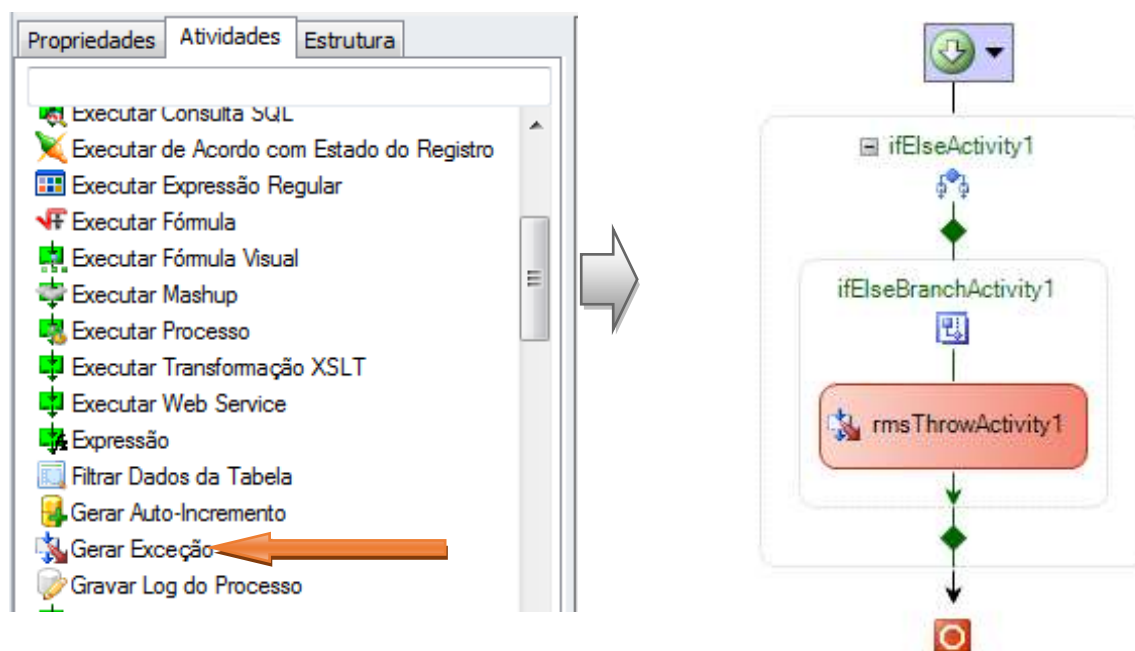 Propriedades Atividades Estrutura
Executar Consulta SQL
Executar de Acordo com Estado do Registro
Executar Expressão Regular
Executar Fórmula
Executar Fórmula Visual
Executar Mashup
Executar Processo
Executar Transformação XSLT
Executar Web Service
Expressão
Filtrar Dados da Tabela
Gerar Auto-Incremento
Gerar Exceção
Gravar Log do Processo
ifElseActivity1
ifElseBranchActivity1
rmsThrowActivity1